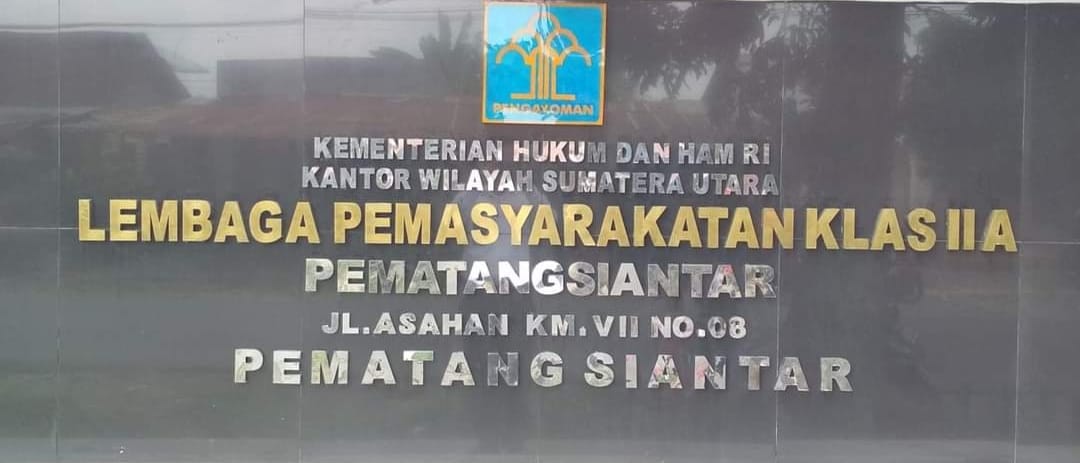 PENGAYOMAN
KEMENTERIAN HUKUM DAN HAM RI
KANTOR WILAYAH SUMATERA UTARA
LEMBAGA PEMASYARAKATAN KLAS II A
PEMATANGSIANTAR
JL.ASAHAN KM.VII NO.08
PEMATANG SIANTAR